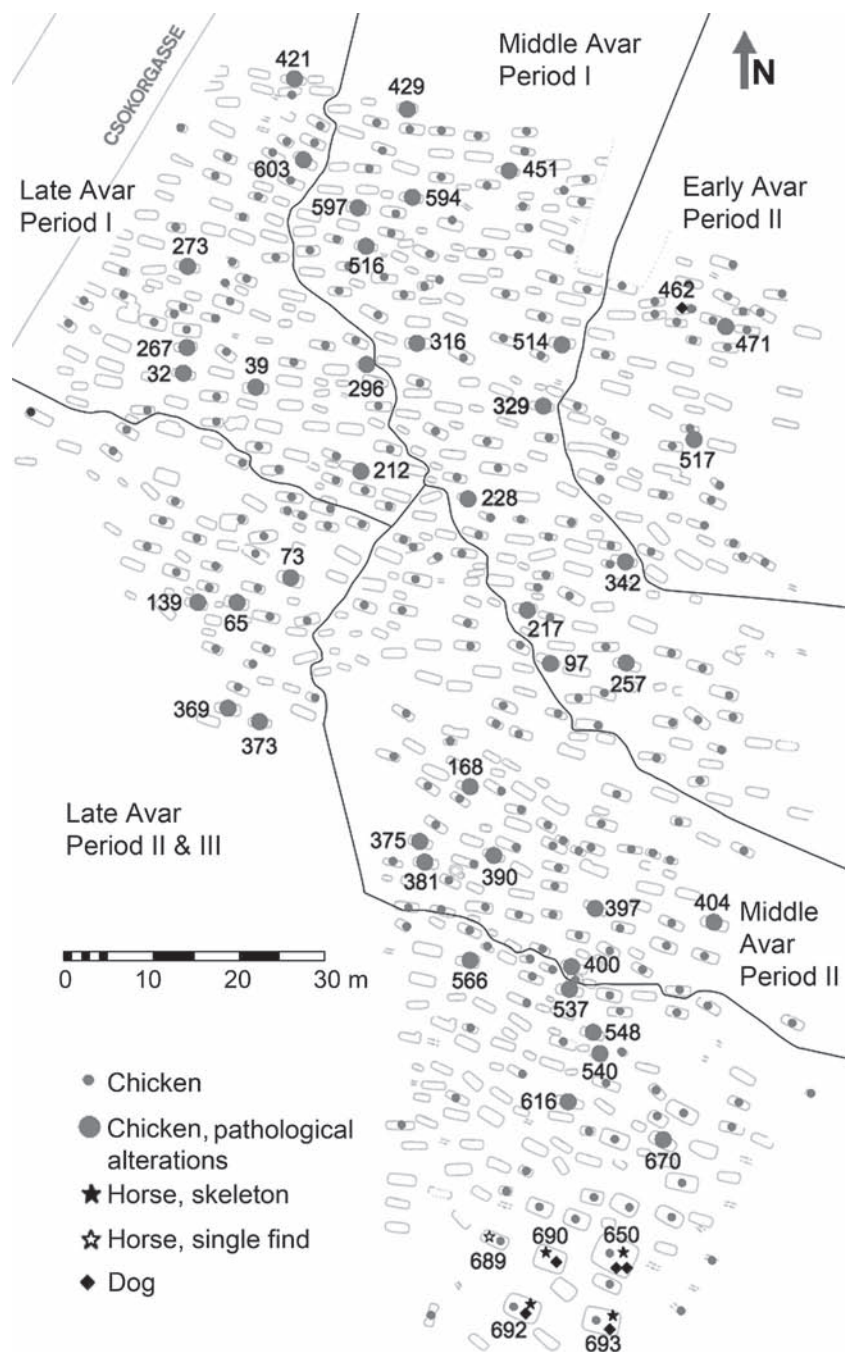 Middle Avar
Period I
N
CSOKORGASSE
421
429
603
451
594
597
Late Avar
Period I
Early Avar
Period II
273
516
462
471
316
514
267
32
39
296
329
517
212
228
73
342
139
65
217
97
257
369
373
168
Late Avar
Period II & III
375
381
390
397
404
Middle
Avar
Period II
400
0 10 20 30 m
566
537
548
540
616
670
Chicken
Chicken, pathological
alterations
Horse, skeleton
Horse, single find
Dog
689
690
650
692
693